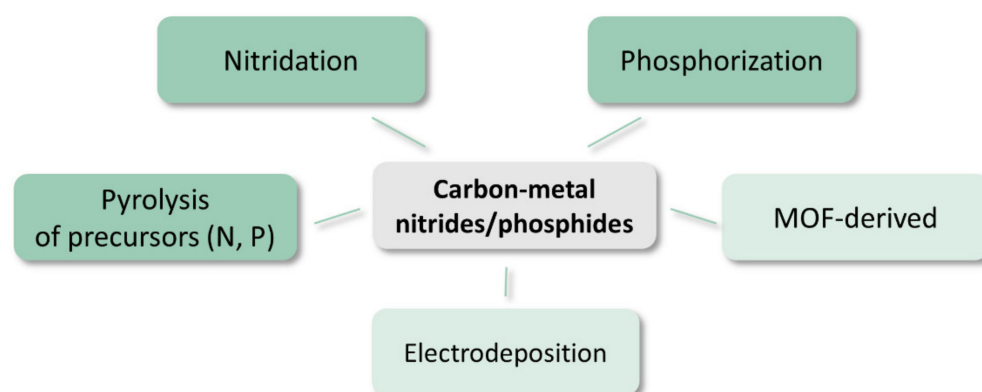 Nitridation
Phosphorization
Pyrolysis
of precursors (N, P)
Carbon-metal
nitrides/phosphides
MOF-derived
Electrodeposition